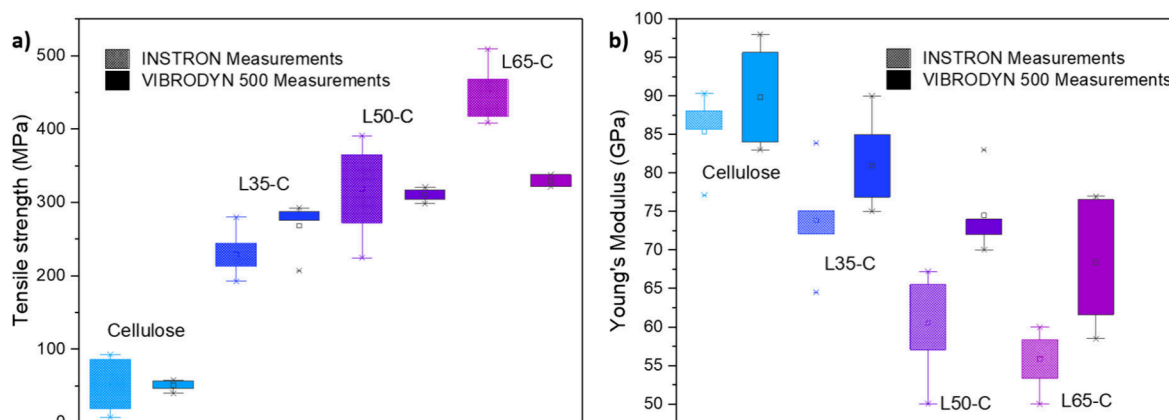 a)
INSTRON Measurements
VIBRODYN 500 Measurements
L65-C
L50-C
L35-C
Cellulose
Tensile strength (MPa)
500
400
300
200
100
b)
INSTRON Measurements
VIBRODYN 500 Measurements
Cellulose
L35-C
L50-C
L65-C
Young's Modulus (GPa)
100
95
90
85
80
75
70
65
60
55
50